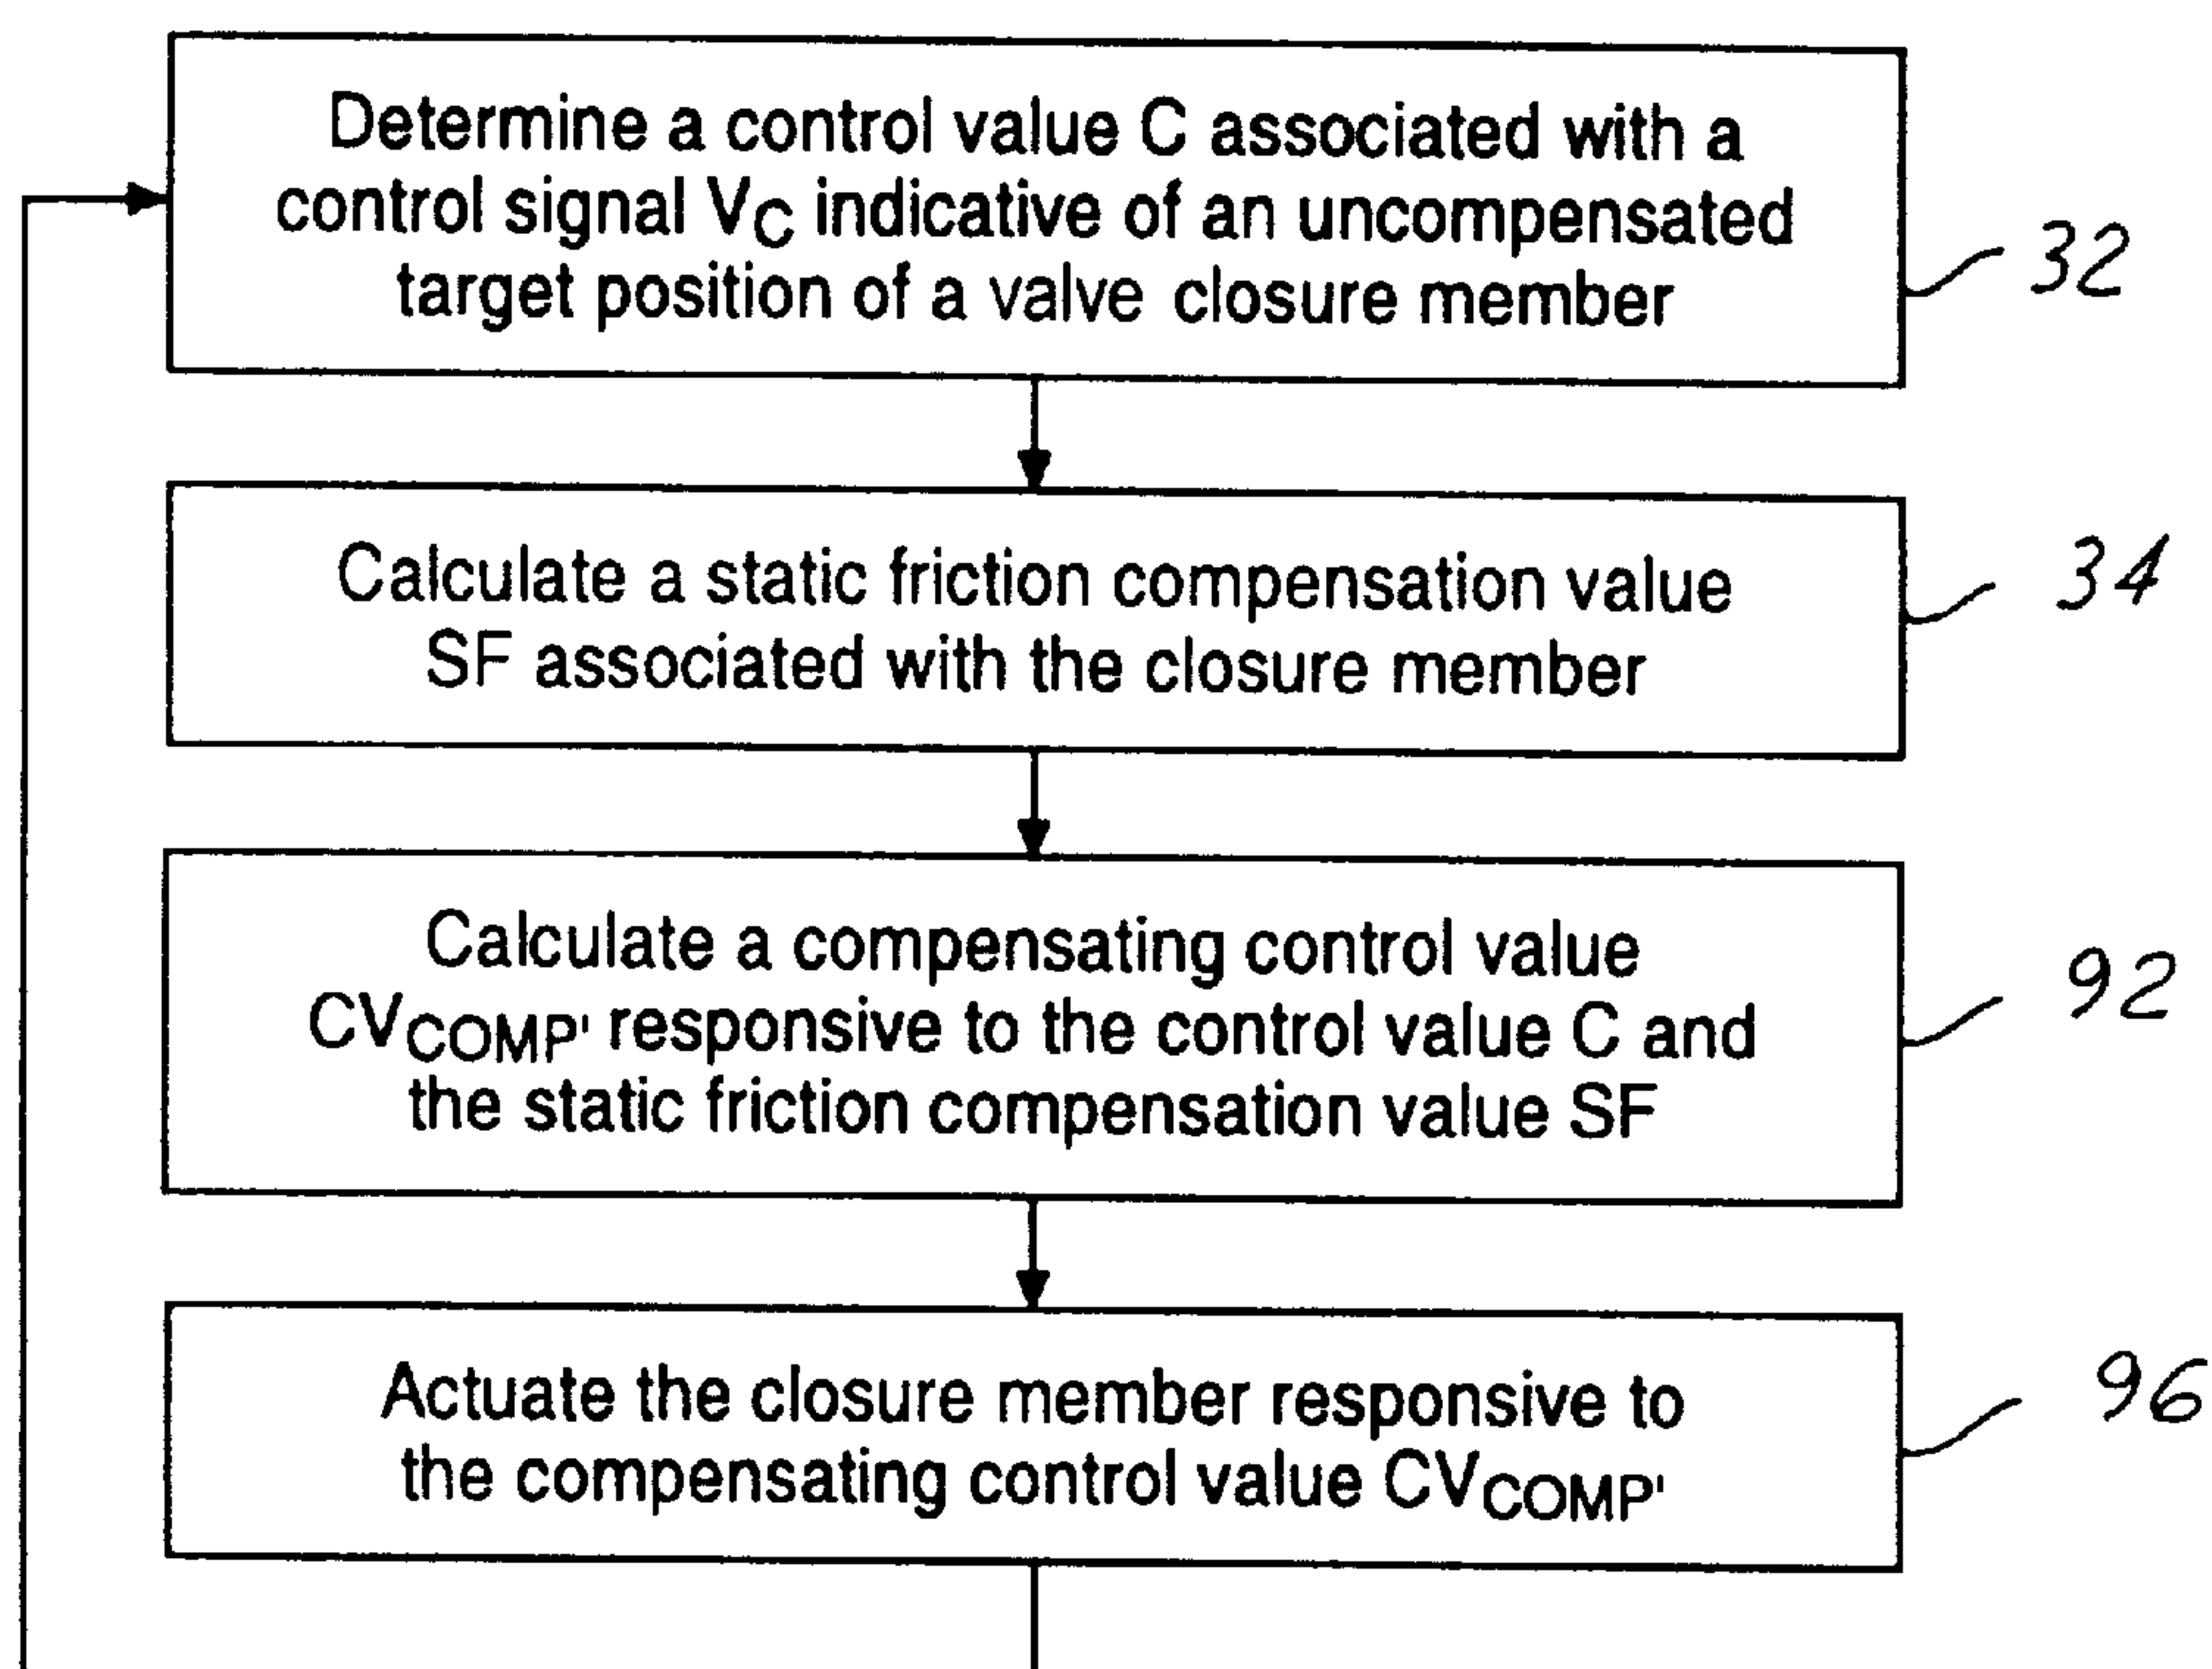 Determine a control value C associated with a
control signal VC indicative of an uncompensated
target position of a valve closure member
32
Calculate a static friction compensation value
SF associated with the closure member
34
Calculate a compensating control value
CVCOMP' responsive to the control value C and
the static friction compensation value SF
92
Actuate the closure member responsive to
the compensating control value CVCOMP'
96